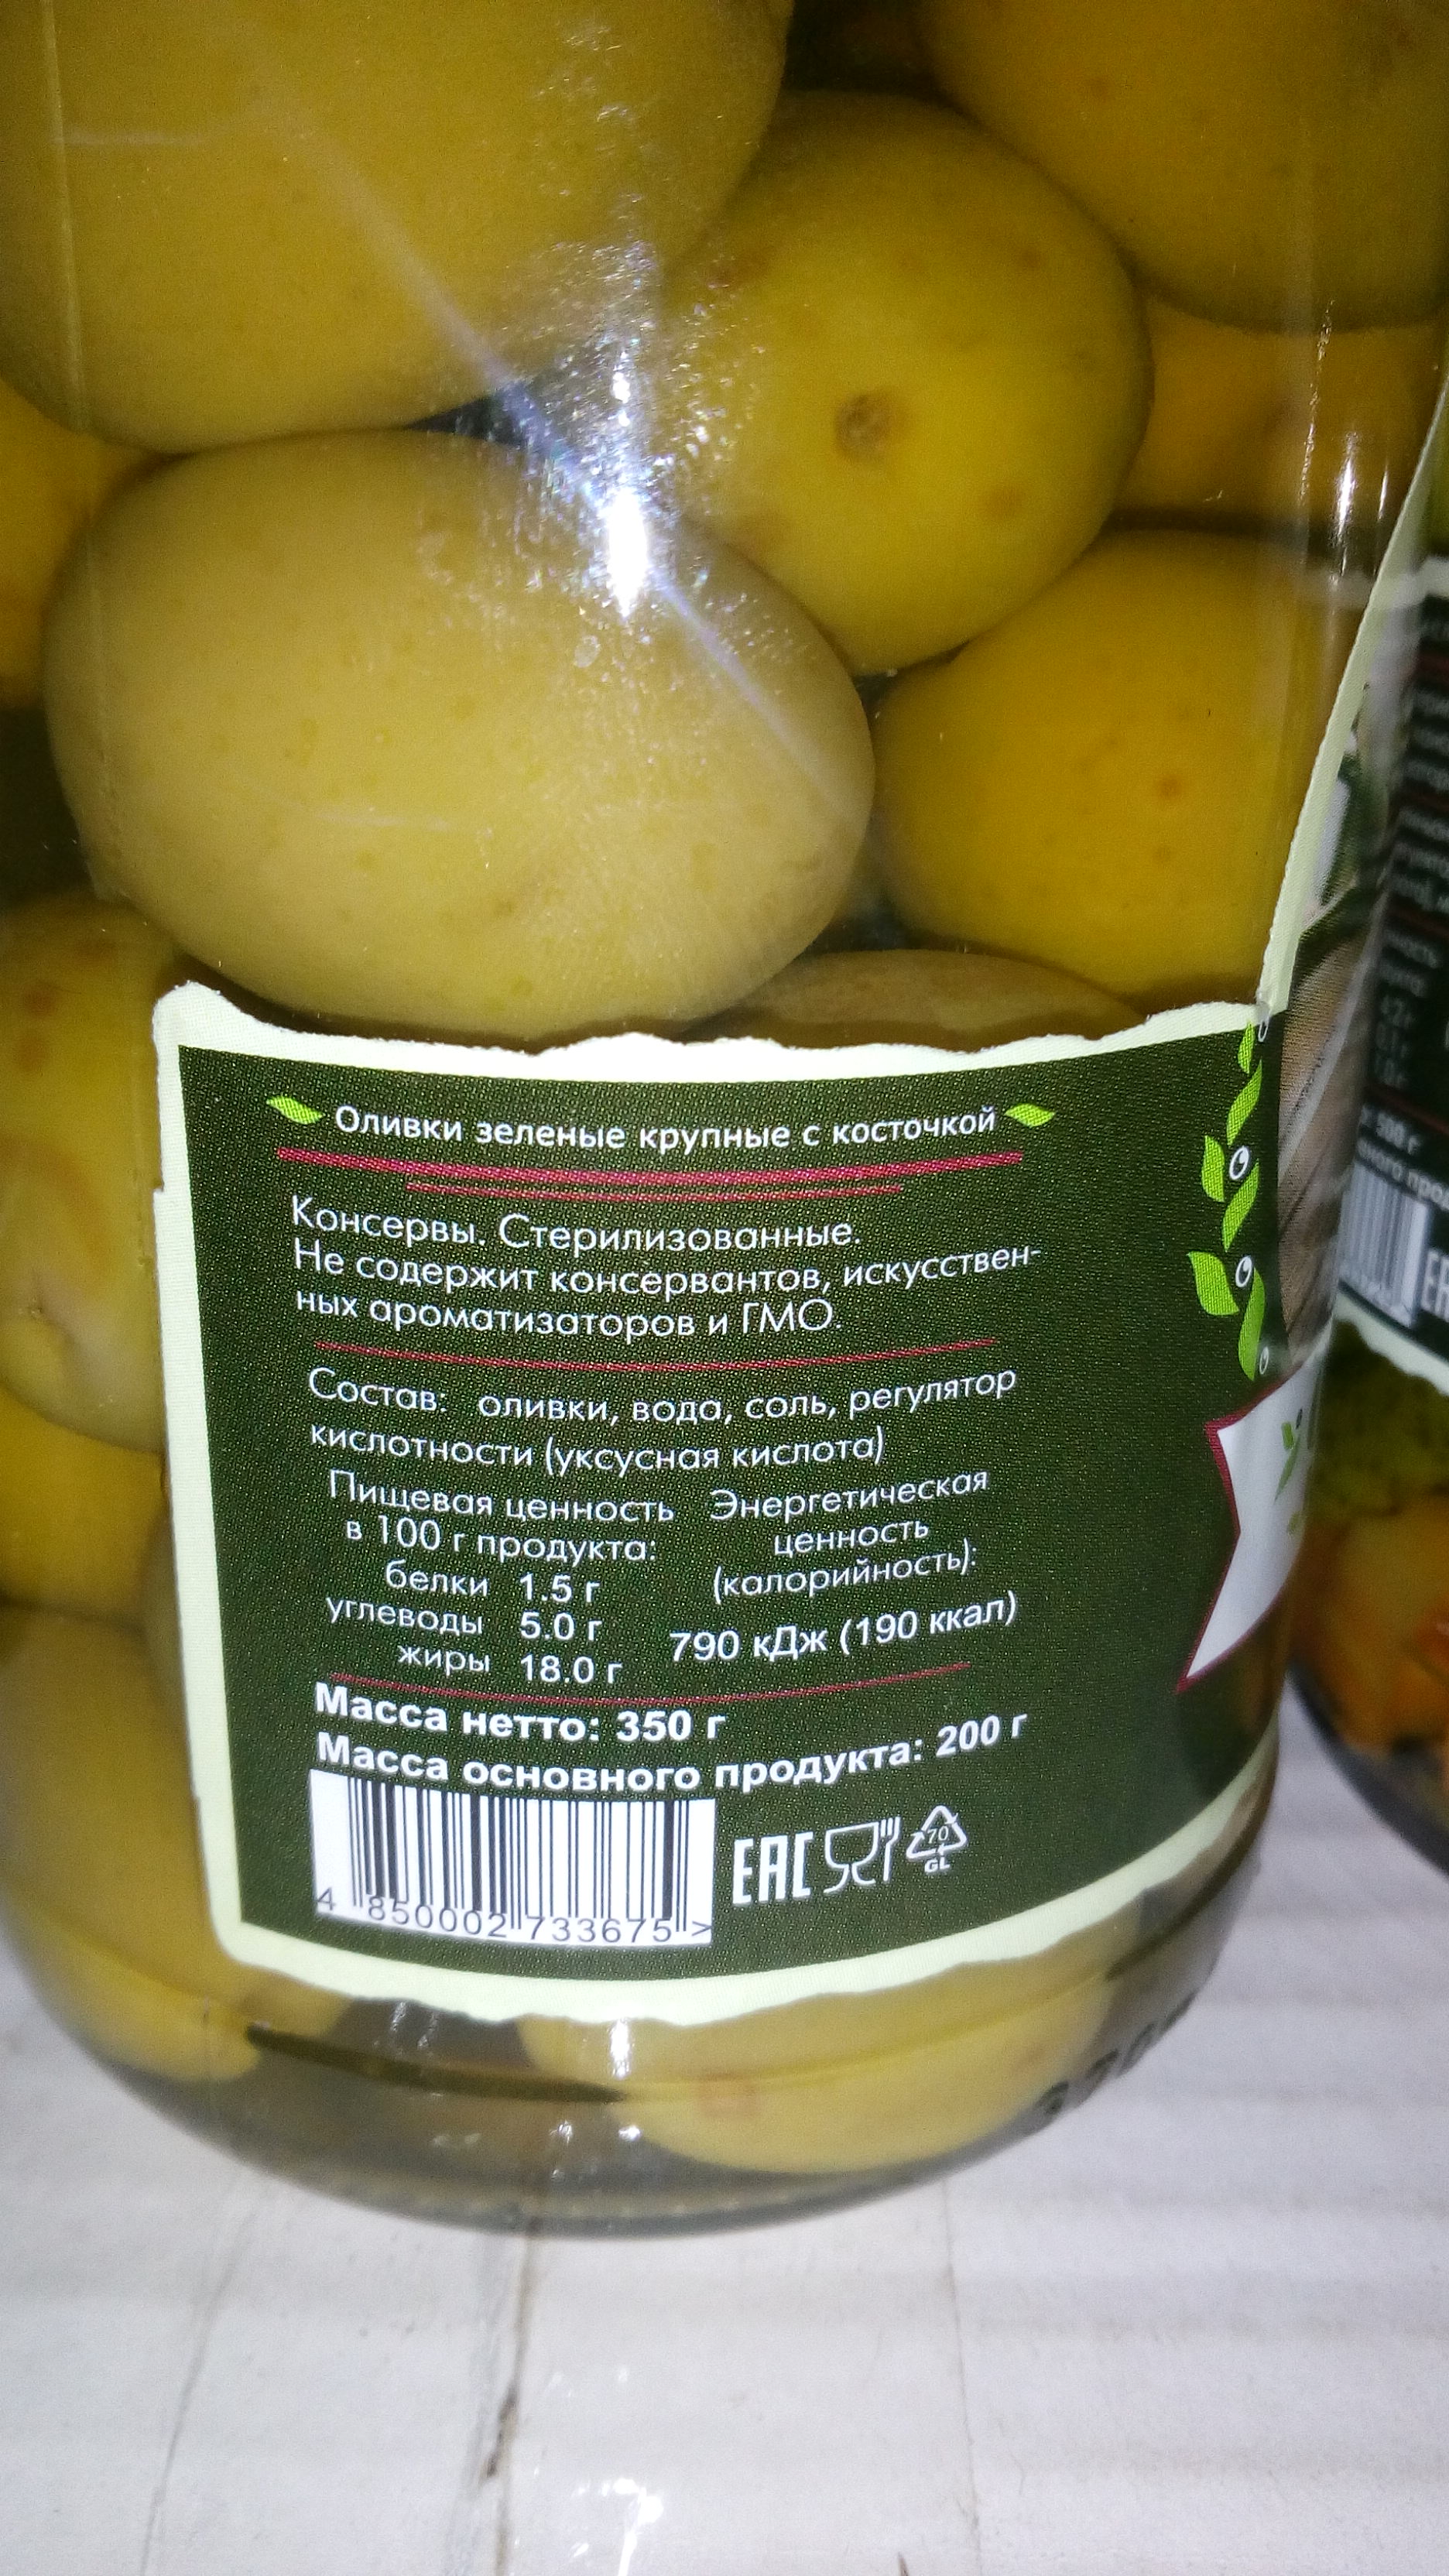 Оливки зеленые крупные с косточкой
Консервы. Стерилизованные.
Не содержит консервантов, искусствен-
ных ароматизаторов и ГМО.
Состав: оливки, вода, соль, регулятор
кислотности (уксусная кислота)
Пищевая ценность
в 100 г продукта:
белки 1.5 г
углеводы 5.0 г
жиры 18.0 г
Энергетическая
ценность
(калорийность):
790 кДж (190 ккал)
Масса нетто: 350 г
Масса основного продукта: 200 г
4 850002 733675 >
EAC
70
GL